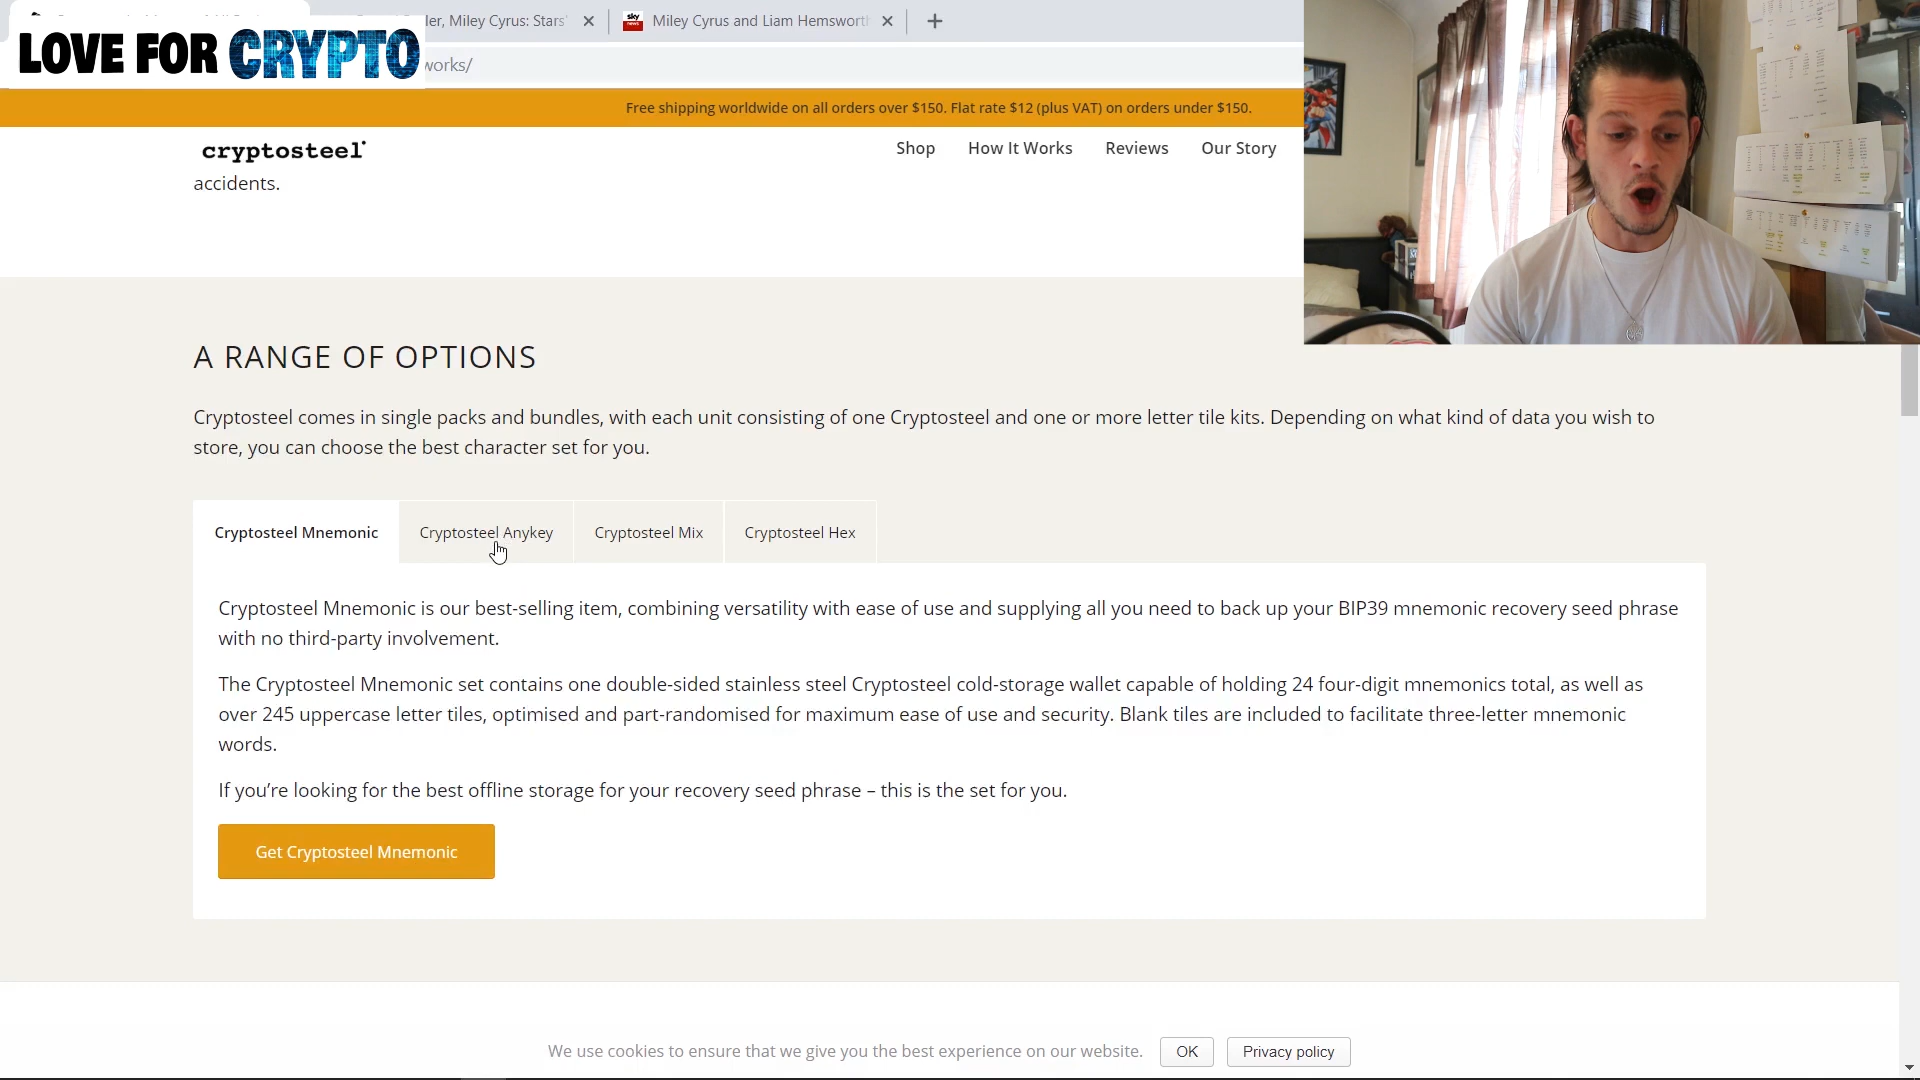 ler, Miley Cyrus: Stars'
sky news
Miley Cyrus and Liam Hemsworth
LOVE FOR CRYPTO
works/
Free shipping worldwide on all orders over $150. Flat rate $12 (plus VAT) on orders under $150.
cryptosteel
Shop
How It Works
Reviews
Our Story
accidents.
A RANGE OF OPTIONS
Cryptosteel comes in single packs and bundles, with each unit consisting of one Cryptosteel and one or more letter tile kits. Depending on what kind of data you wish to
store, you can choose the best character set for you.
Cryptosteel Mnemonic
Cryptosteel Anykey
Cryptosteel Mix
Cryptosteel Hex
Cryptosteel Mnemonic is our best-selling item, combining versatility with ease of use and supplying all you need to back up your BIP39 mnemonic recovery seed phrase
with no third-party involvement.
The Cryptosteel Mnemonic set contains one double-sided stainless steel Cryptosteel cold-storage wallet capable of holding 24 four-digit mnemonics total, as well as
over 245 uppercase letter tiles, optimised and part-randomised for maximum ease of use and security. Blank tiles are included to facilitate three-letter mnemonic
words.
If you’re looking for the best offline storage for your recovery seed phrase – this is the set for you.
Get Cryptosteel Mnemonic
We use cookies to ensure that we give you the best experience on our website.
OK
Privacy policy